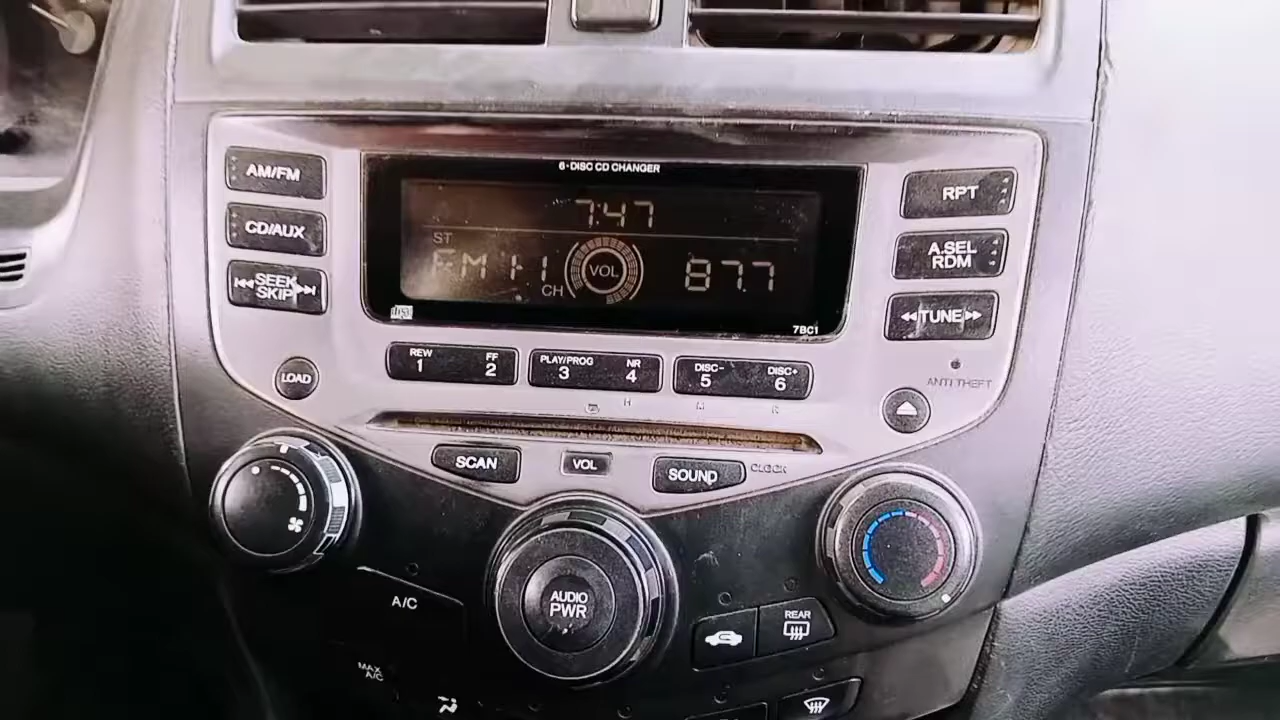 6-DISC CD CHANGER
AM/FM
RPT
7:47
CD/AUX
ST
A.SEL
RDM
FM
VOL
87.7
CH
SEEK
SKIP
TUNE
7BC1
REW
1
FF
2
PLAY/PROG
3
NR
4
DISC-
5
DISC+
6
LOAD
ANTI THEFT
H
M
R
SCAN
VOL
SOUND
CLOCK
AUDIO
PWR
A/C
REAR
MAX
A/C